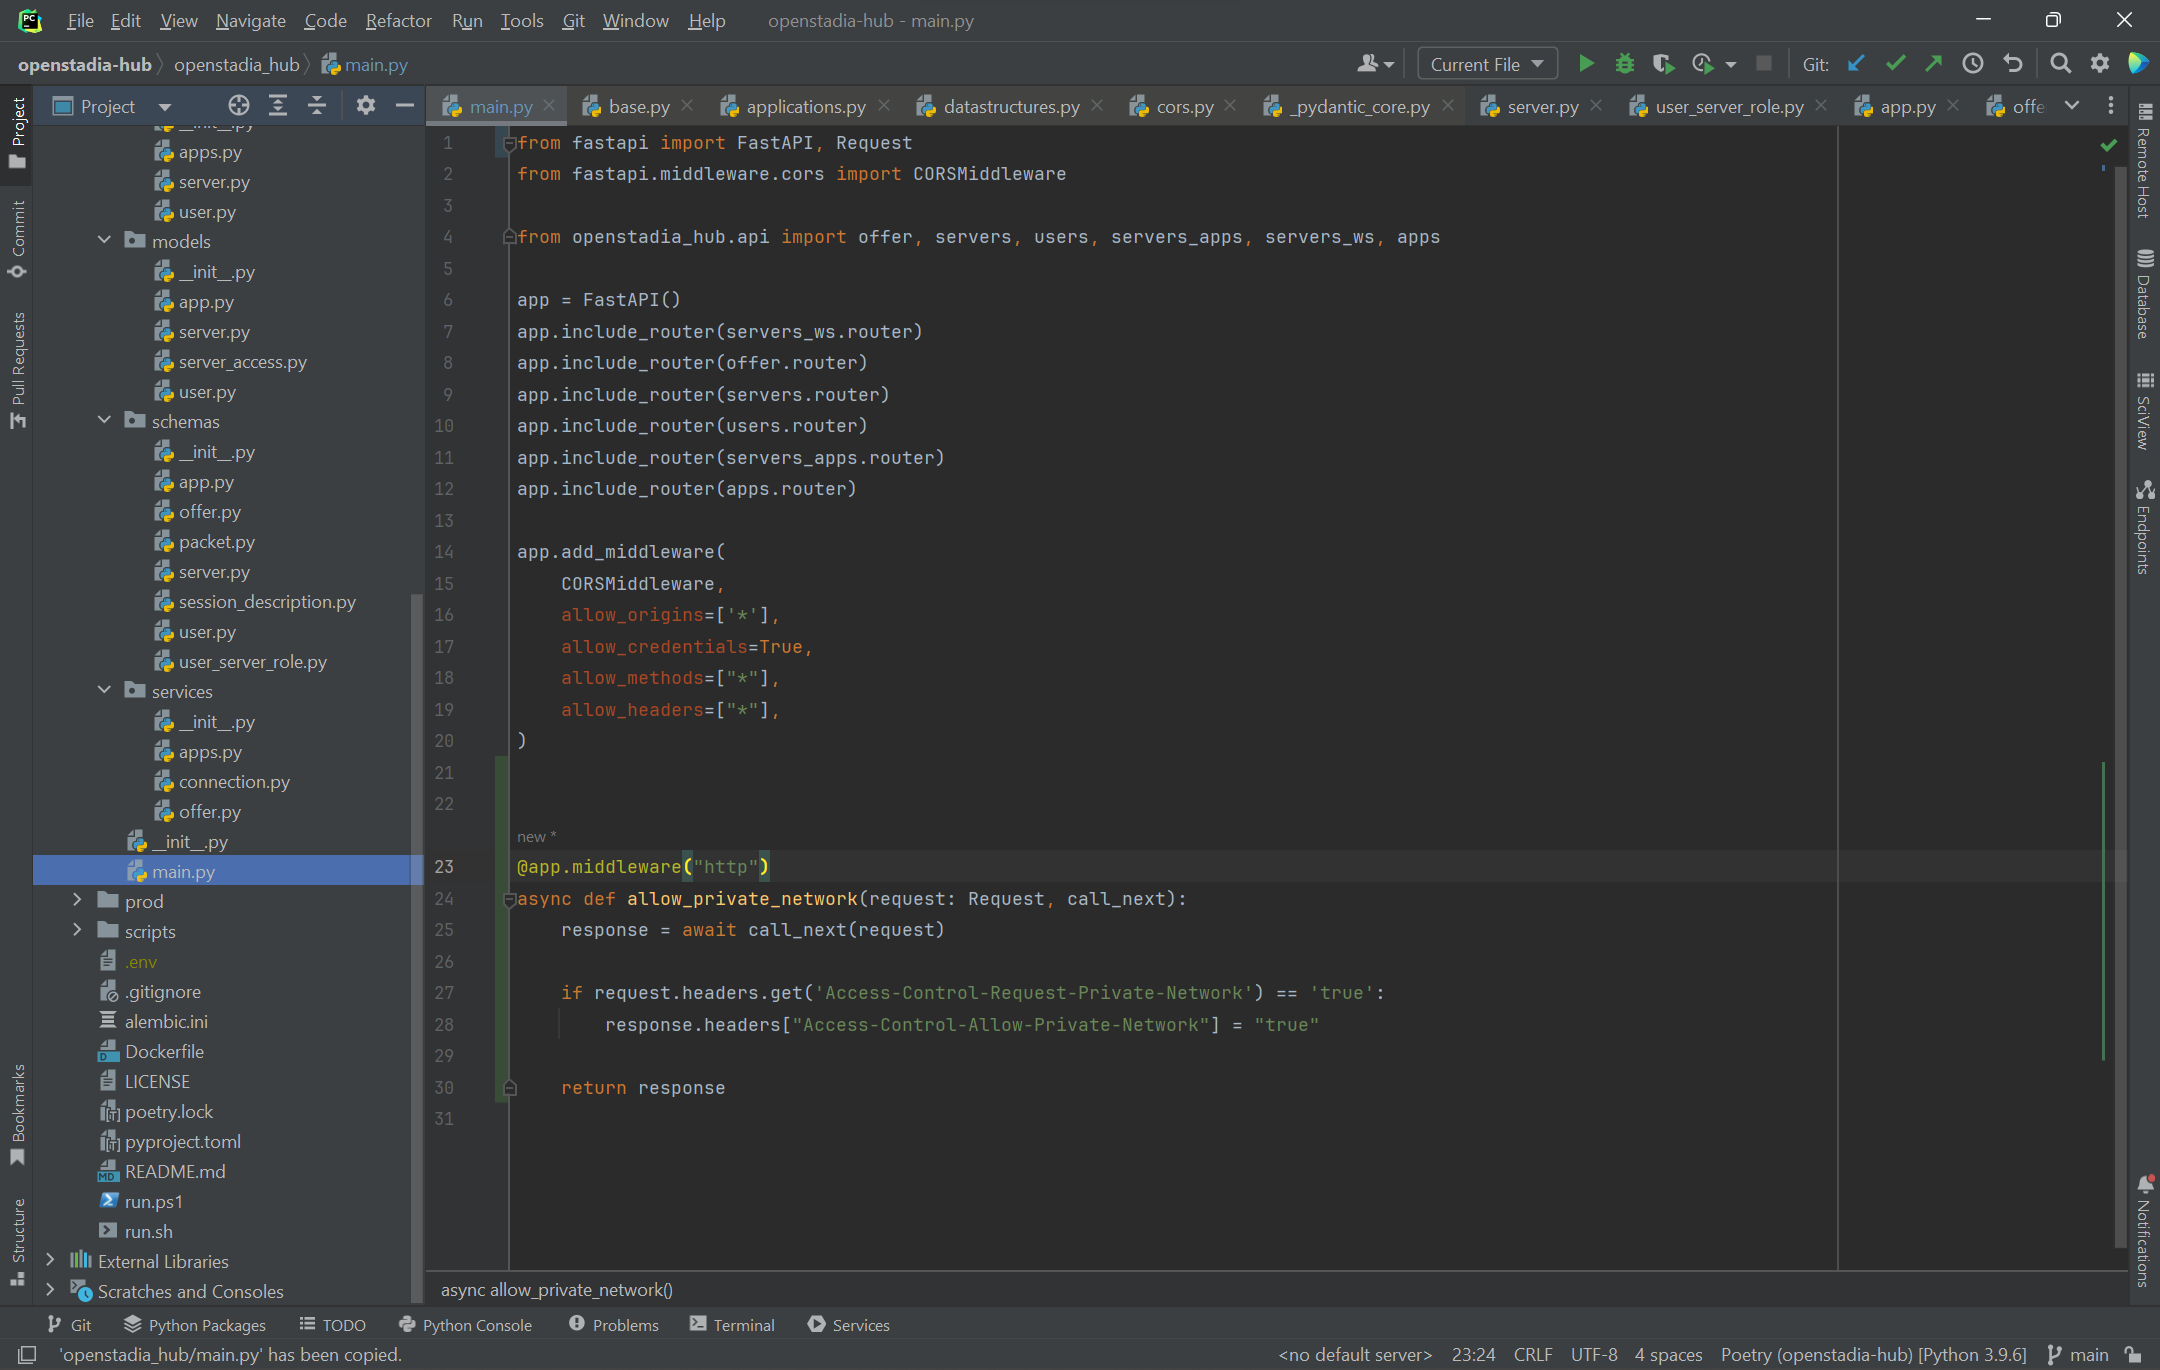 File Edit View Navigate Code Refactor Run Tools Git Window Help openstadia-hub - main.py
openstadia-hub openstadia_hub main.py Current File Git:
Project main.py base.py applications.py datastructures.py cors.py _pydantic_core.py server.py user_server_role.py app.py offe
Project
Commit
Pull Requests
Bookmarks
Structure
__init__.py
apps.py
server.py
user.py
models
__init__.py
app.py
server.py
server_access.py
user.py
schemas
__init__.py
app.py
offer.py
packet.py
server.py
session_description.py
user.py
user_server_role.py
services
__init__.py
apps.py
connection.py
offer.py
__init__.py
main.py
prod
scripts
.env
.gitignore
alembic.ini
Dockerfile
LICENSE
poetry.lock
pyproject.toml
README.md
run.ps1
run.sh
External Libraries
Scratches and Consoles
1 from fastapi import FastAPI, Request
2 from fastapi.middleware.cors import CORSMiddleware
3
4 from openstadia_hub.api import offer, servers, users, servers_apps, servers_ws, apps
5
6 app = FastAPI()
7 app.include_router(servers_ws.router)
8 app.include_router(offer.router)
9 app.include_router(servers.router)
10 app.include_router(users.router)
11 app.include_router(servers_apps.router)
12 app.include_router(apps.router)
13
14 app.add_middleware(
15     CORSMiddleware,
16     allow_origins=['*'],
17     allow_credentials=True,
18     allow_methods=["*"],
19     allow_headers=["*"],
20 )
21
22
new *
23 @app.middleware("http")
24 async def allow_private_network(request: Request, call_next):
25     response = await call_next(request)
26
27     if request.headers.get('Access-Control-Request-Private-Network') == 'true':
28         response.headers["Access-Control-Allow-Private-Network"] = "true"
29
30     return response
31
async allow_private_network()
Remote Host
Database
SciView
Endpoints
Notifications
Git Python Packages TODO Python Console Problems Terminal Services
'openstadia_hub/main.py' has been copied. <no default server> 23:24 CRLF UTF-8 4 spaces Poetry (openstadia-hub) [Python 3.9.6] main